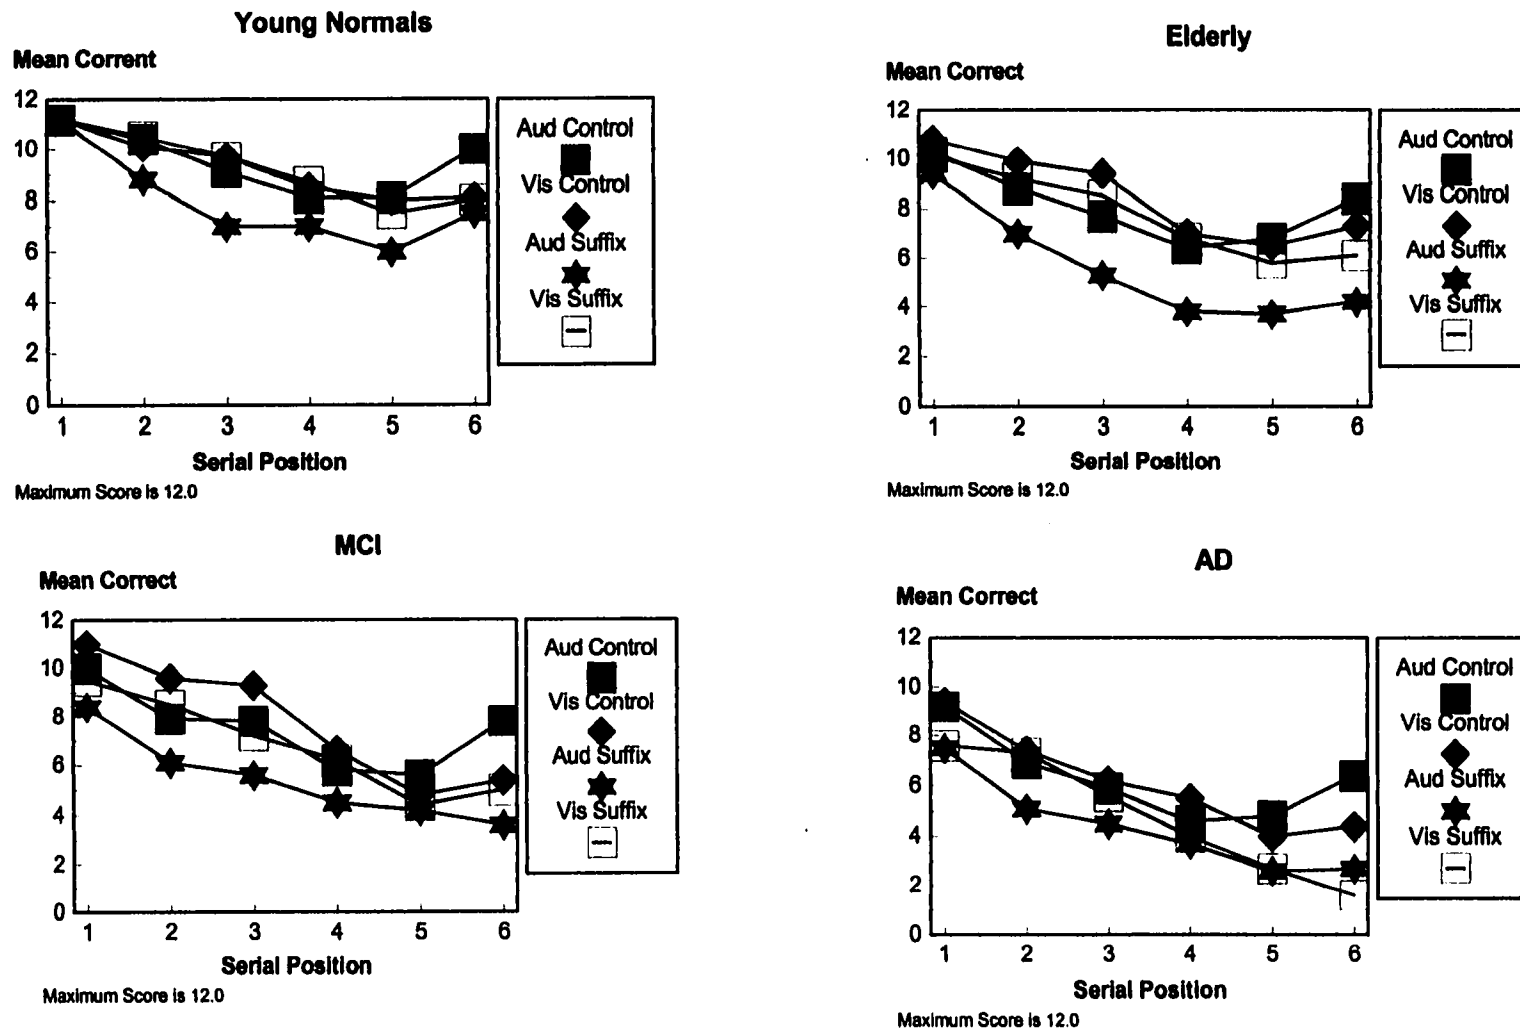 Young Normals
Mean Corrent
12
10
8
6
4
2
0
1 2 3 4 5 6
Serial Position
Maximum Score is 12.0
Aud Control
Vis Control
Aud Suffix
Vis Suffix
Elderly
Mean Correct
12
10
8
6
4
2
0
1 2 3 4 5 6
Serial Position
Maximum Score is 12.0
Aud Control
Vis Control
Aud Suffix
Vis Suffix
MCI
Mean Correct
12
10
8
6
4
2
0
1 2 3 4 5 6
Serial Position
Maximum Score is 12.0
Aud Control
Vis Control
Aud Suffix
Vis Suffix
AD
Mean Correct
12
10
8
6
4
2
0
1 2 3 4 5 6
Serial Position
Maximum Score is 12.0
Aud Control
Vis Control
Aud Suffix
Vis Suffix